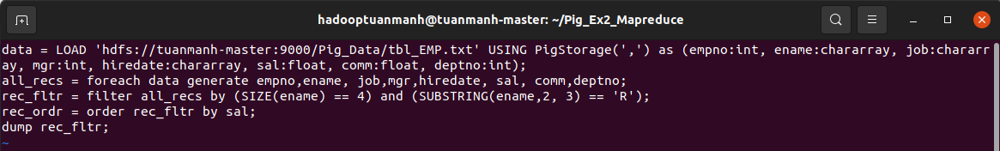 hadooptuanmanh@tuanmanh-master: ~/Pig_Ex2_Mapreduce
data = LOAD 'hdfs://tuanmanh-master:9000/Pig_Data/tbl_EMP.txt' USING PigStorage(',') as (empno:int, ename:chararray, job:charar
ay, mgr:int, hiredate:chararray, sal:float, comm:float, deptno:int);
all_recs = foreach data generate empno,ename, job,mgr,hiredate, sal, comm,deptno;
rec_fltr = filter all_recs by (SIZE(ename) == 4) and (SUBSTRING(ename,2, 3) == 'R');
rec_ordr = order rec_fltr by sal;
dump rec_fltr;
~